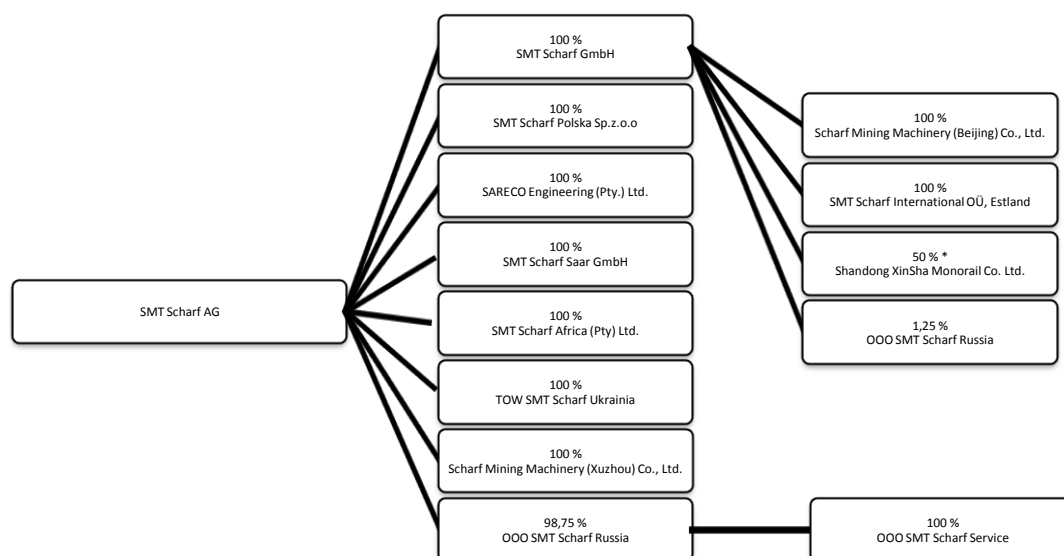 SMT Scharf AG
100 %
SMT Scharf GmbH
100 %
SMT Scharf Polska Sp.z.o.o
100 %
SARECO Engineering (Pty.) Ltd.
100 %
SMT Scharf Saar GmbH
100 %
SMT Scharf Africa (Pty) Ltd.
100 %
TOW SMT Scharf Ukrainia
100 %
Scharf Mining Machinery (Xuzhou) Co., Ltd.
98,75 %
OOO SMT Scharf Russia
100 %
Scharf Mining Machinery (Beijing) Co., Ltd.
100 %
SMT Scharf International OÜ, Estland
50 % *
Shandong XinSha Monorail Co. Ltd.
1,25 %
OOO SMT Scharf Russia
100 %
OOO SMT Scharf Service